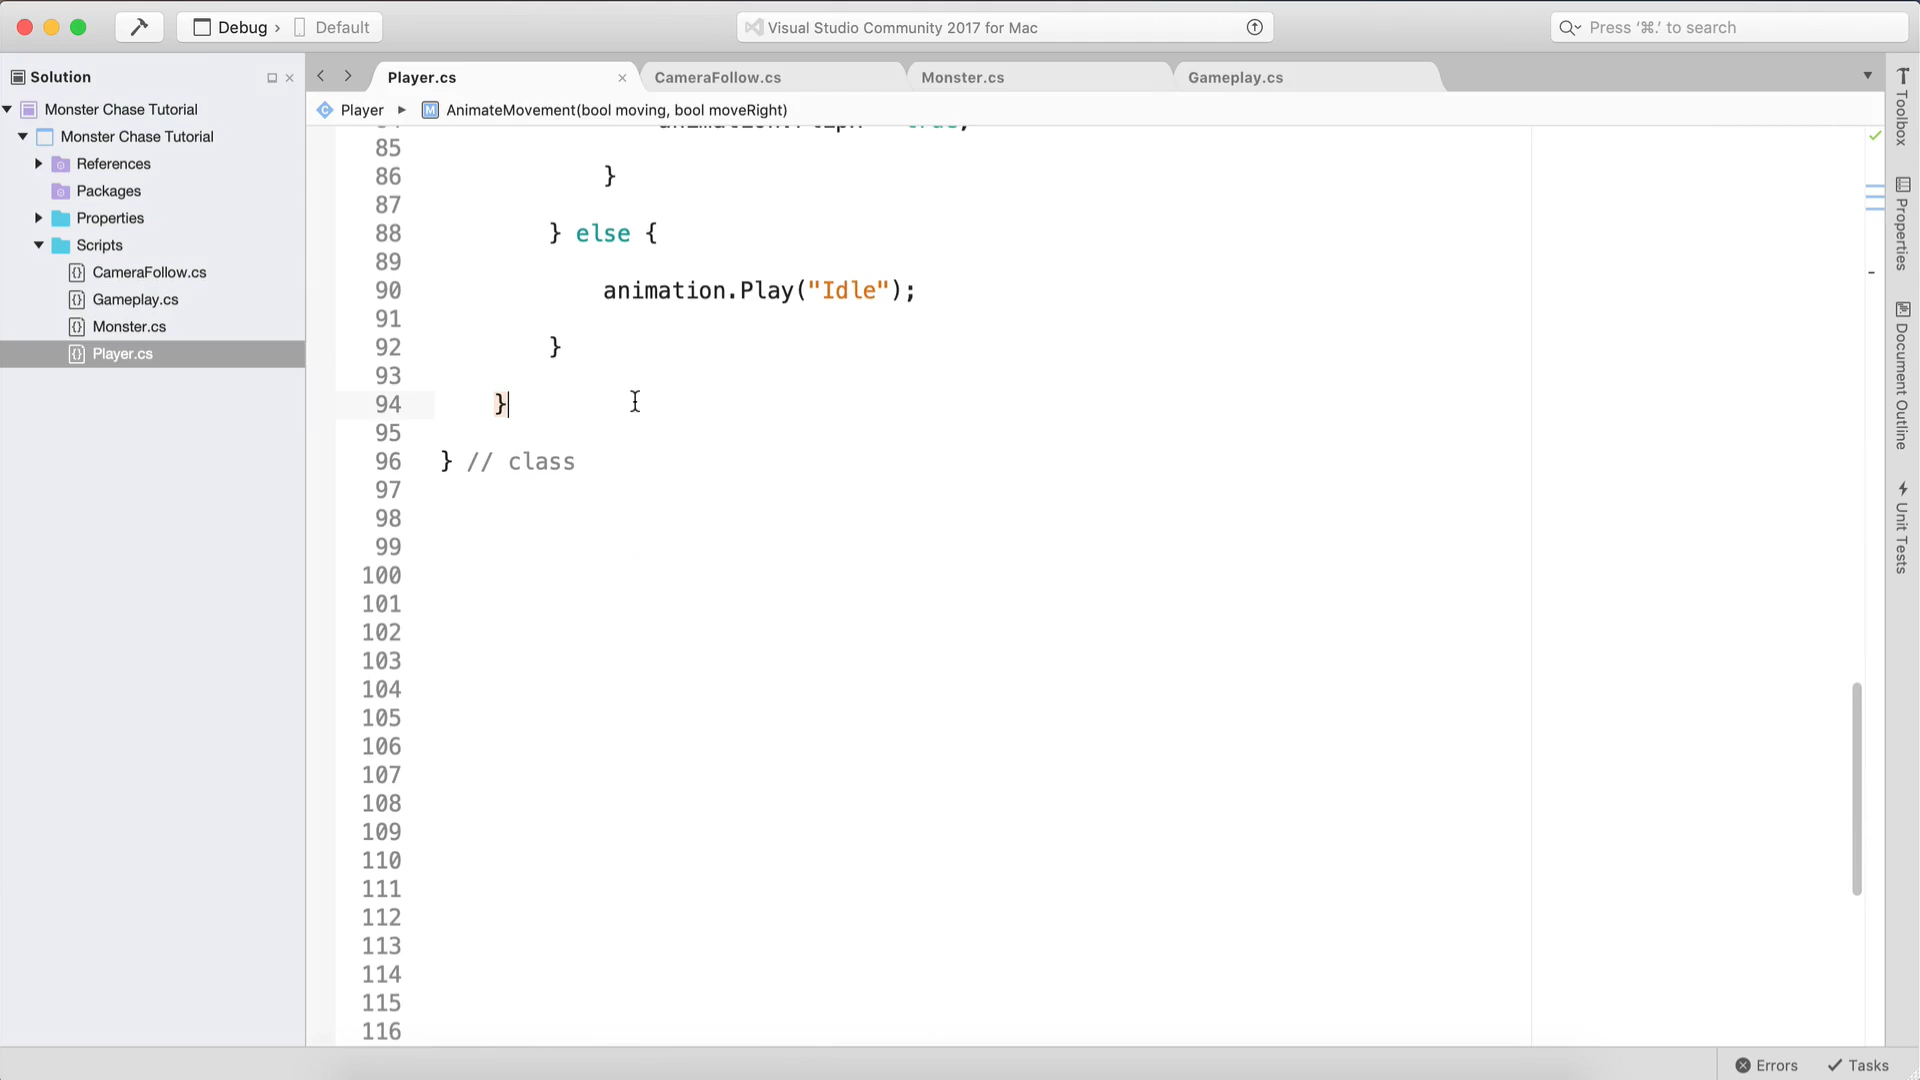 Debug › Default
Visual Studio Community 2017 for Mac
Press ‘⌘.’ to search
Solution
Monster Chase Tutorial
Monster Chase Tutorial
References
Packages
Properties
Scripts
CameraFollow.cs
Gameplay.cs
Monster.cs
Player.cs
Player.cs
CameraFollow.cs
Monster.cs
Gameplay.cs
Player
AnimateMovement(bool moving, bool moveRight)
85
86 }
87
88 } else {
89
90 animation.Play("Idle");
91
92 }
93
94 }
95
96 } // class
97
98
99
100
101
102
103
104
105
106
107
108
109
110
111
112
113
114
115
116
Toolbox
Properties
Document Outline
Unit Tests
Errors
Tasks